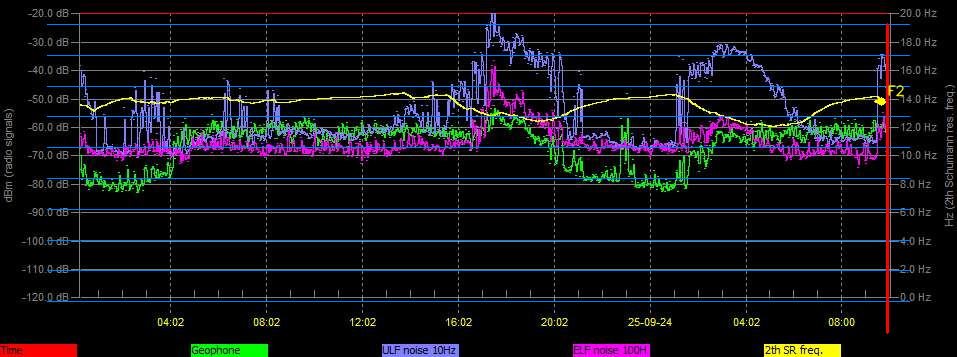 -20.0 dB 20.0 Hz
-30.0 dB 18.0 Hz
-40.0 dB 16.0 Hz
-50.0 dB 14.0 Hz
F2
-60.0 dB 12.0 Hz
-70.0 dB 10.0 Hz
-80.0 dB 8.0 Hz
-90.0 dB 6.0 Hz
-100.0 dB 4.0 Hz
-110.0 dB 2.0 Hz
-120.0 dB 0.0 Hz
dBm (radio signals)
Hz (2th Schumann res. freq.)
04:02 08:02 12:02 16:02 20:02 25-09-24 04:02 08:00
Time Geophone ULF noise 10Hz ELF noise 100H 2th SR freq.